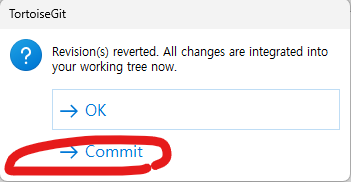 TortoiseGit
Revision(s) reverted. All changes are integrated into
your working tree now.
→ OK
→ Commit